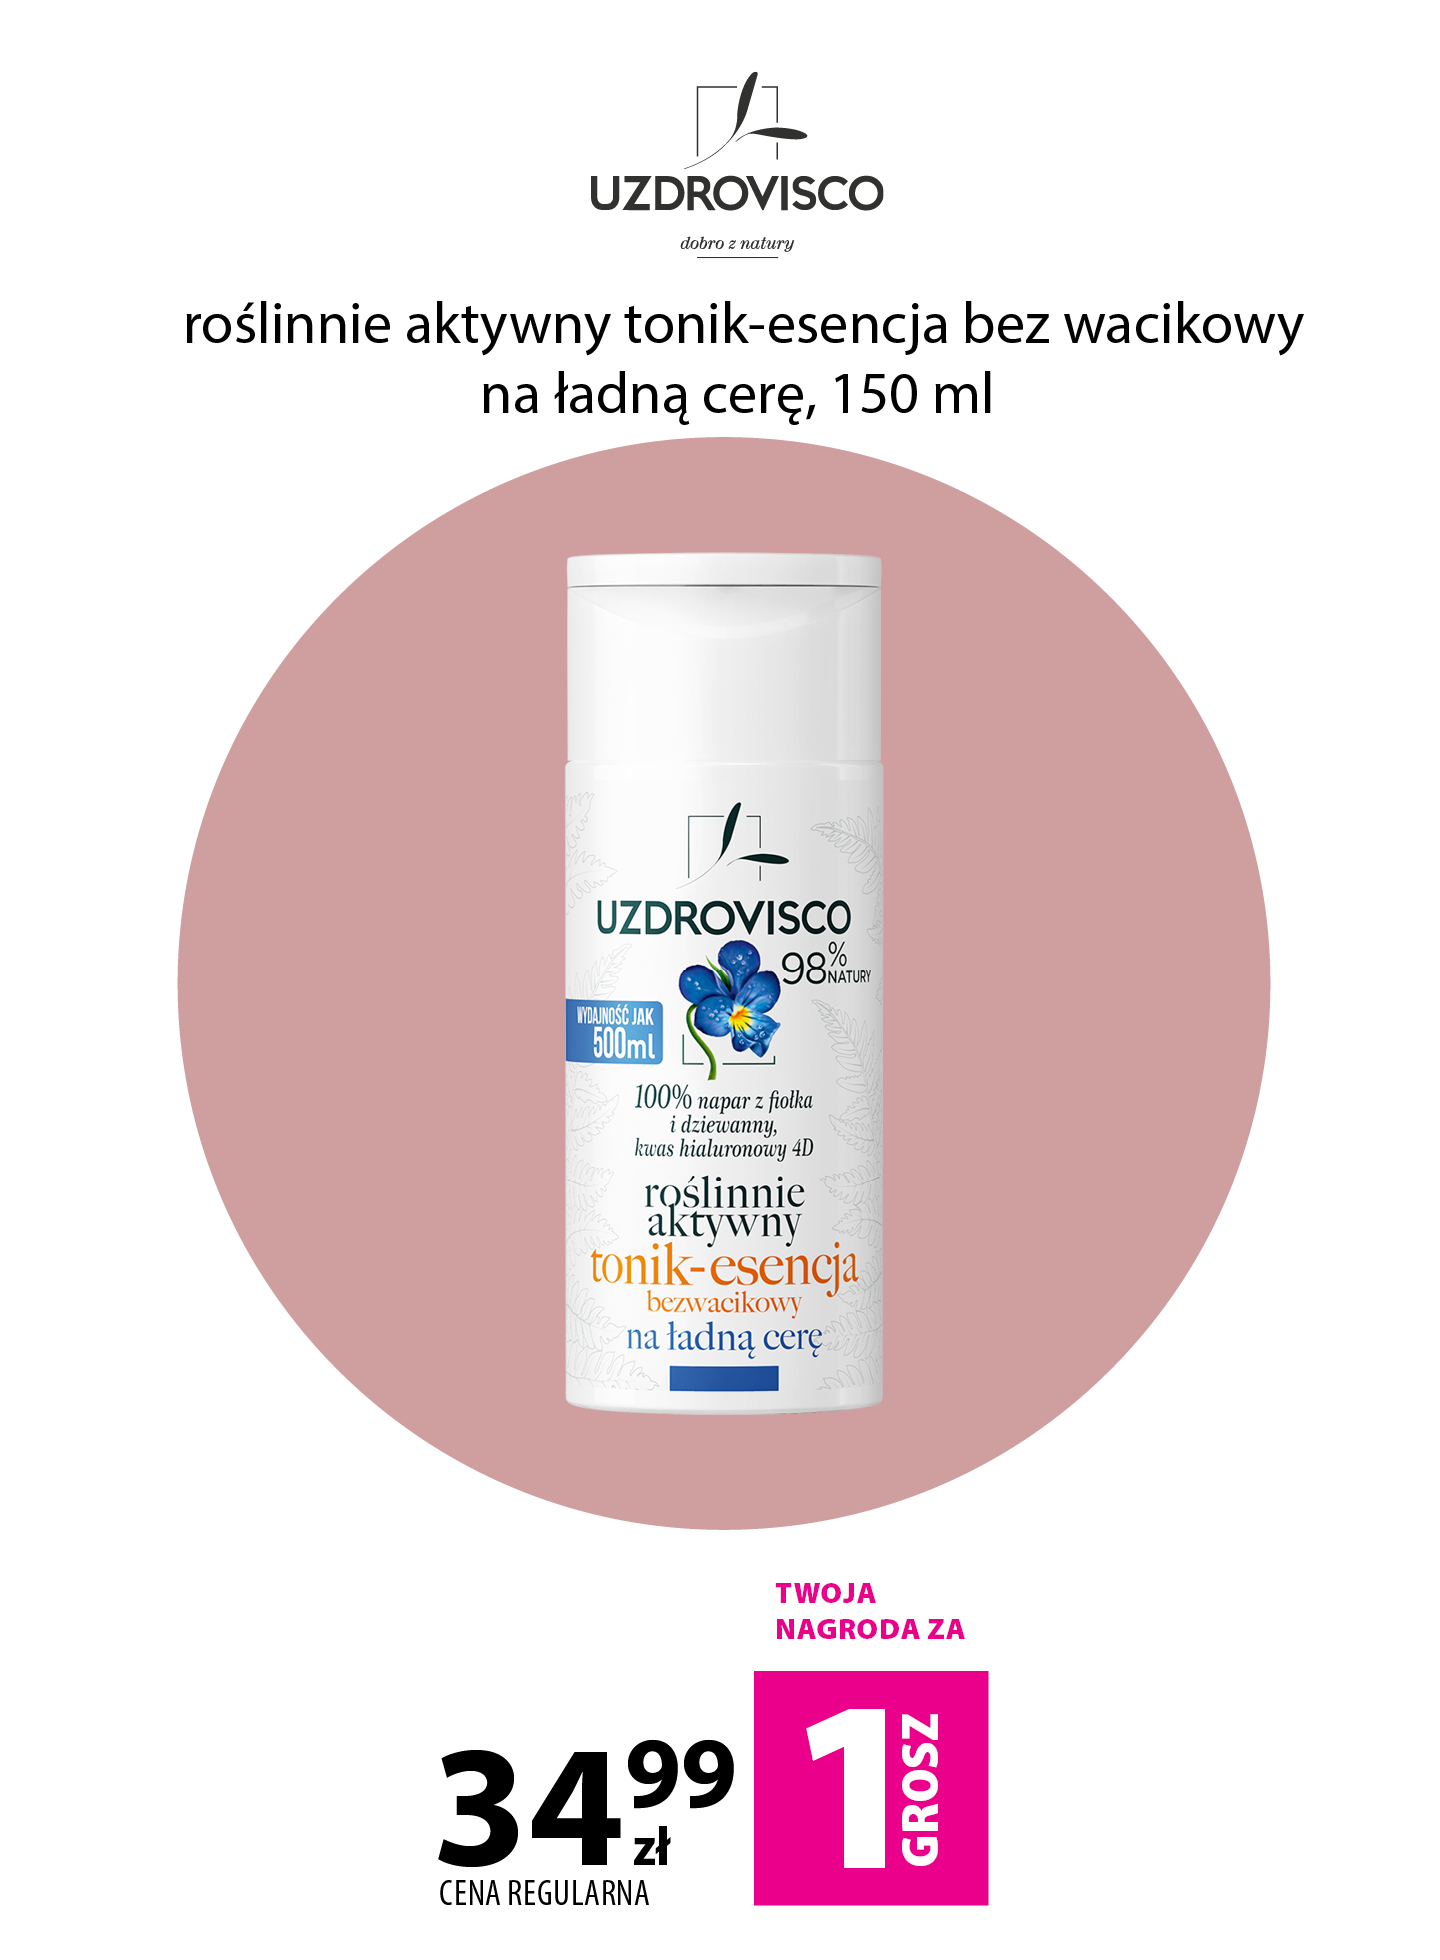 UZDROVISCO
dobro z natury
roślinnie aktywny tonik-esencja bez wacikowy
na ładną cerę, 150 ml
UZDROVISCO
98% NATURY
WYDAJNOŚĆ JAK
500ml
100% napar z fiołka
i dziewanny,
kwas hialuronowy 4D
roślinnie
aktywny
tonik-esencja
bezwacikowy
na ładną cerę
TWOJA
NAGRODA ZA
34 99 zł
CENA REGULARNA
1 GROSZ